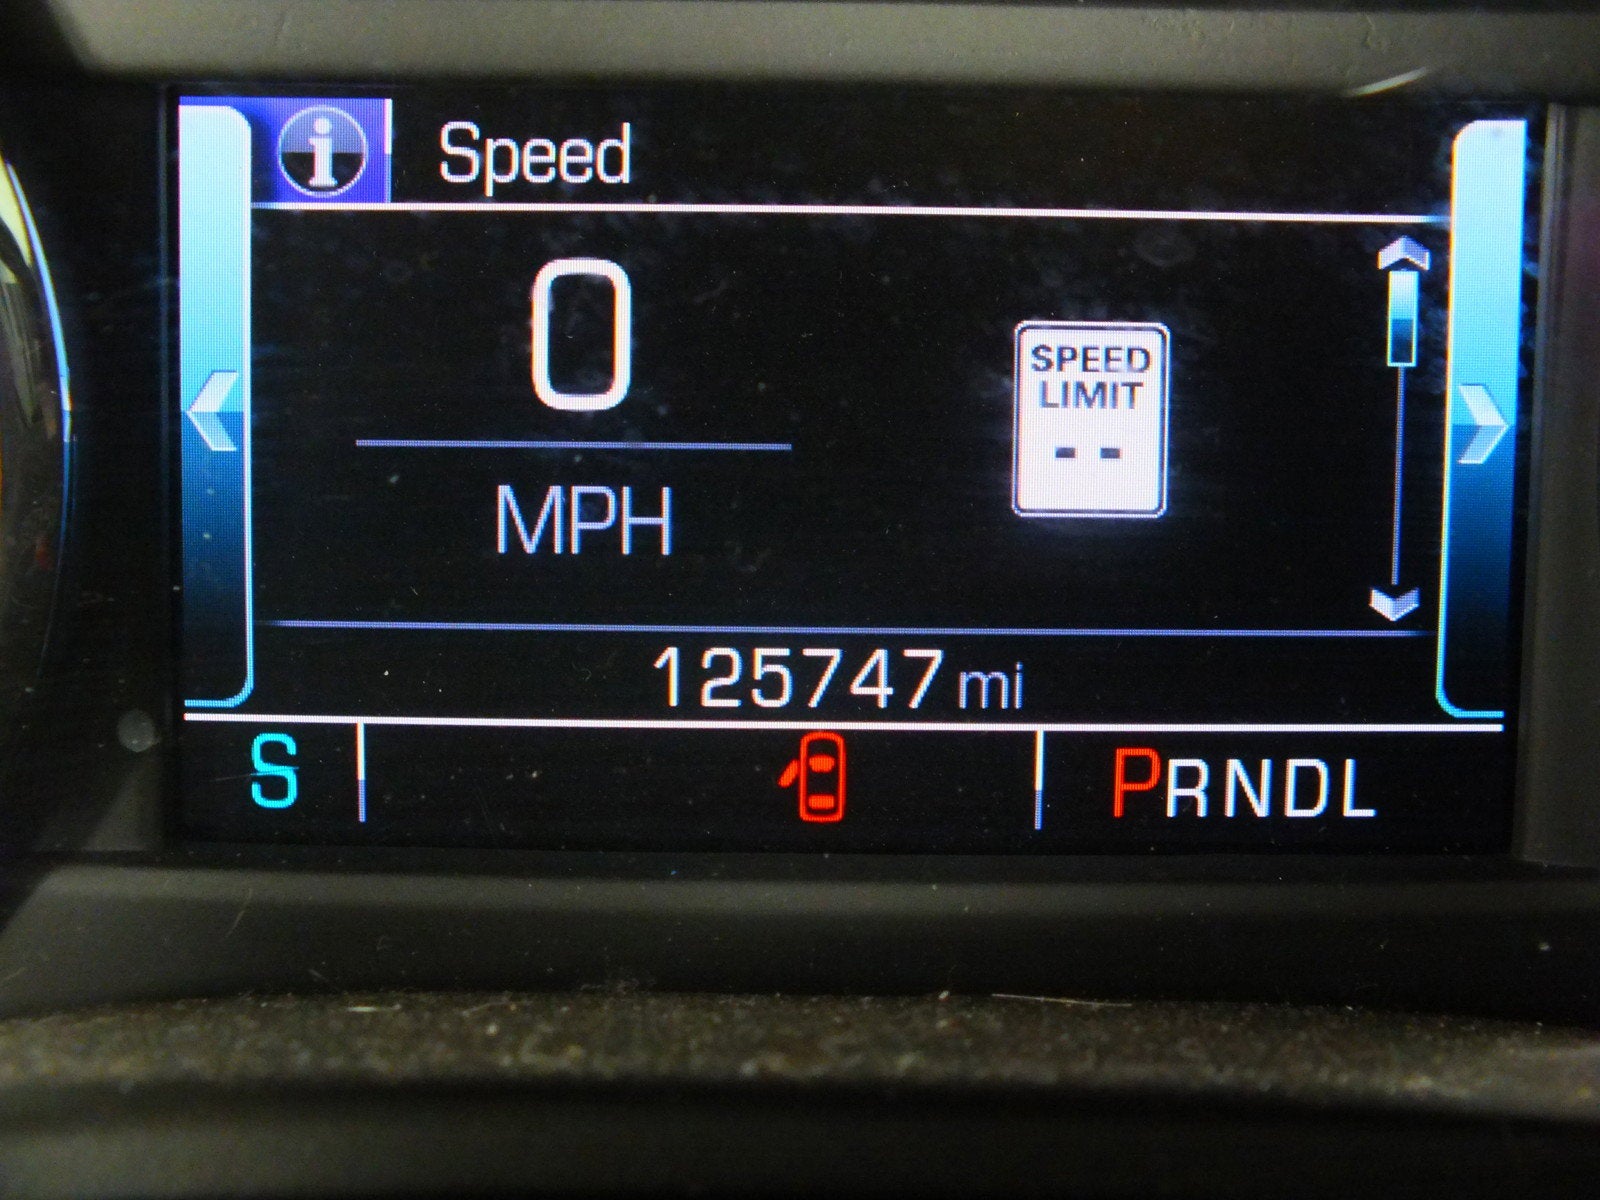 i Speed
0
MPH
SPEED
LIMIT
- -
125747 mi
S
PRNDL